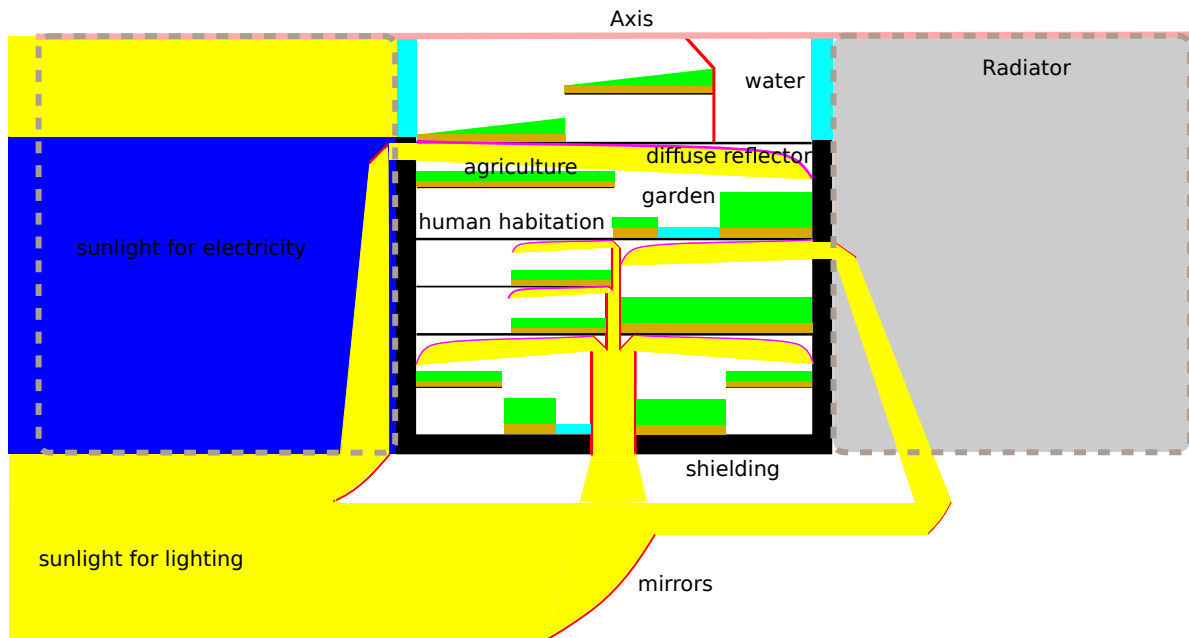 Axis
Radiator
water
diffuse reflector
agriculture
garden
human habitation
sunlight for electricity
shielding
sunlight for lighting
mirrors